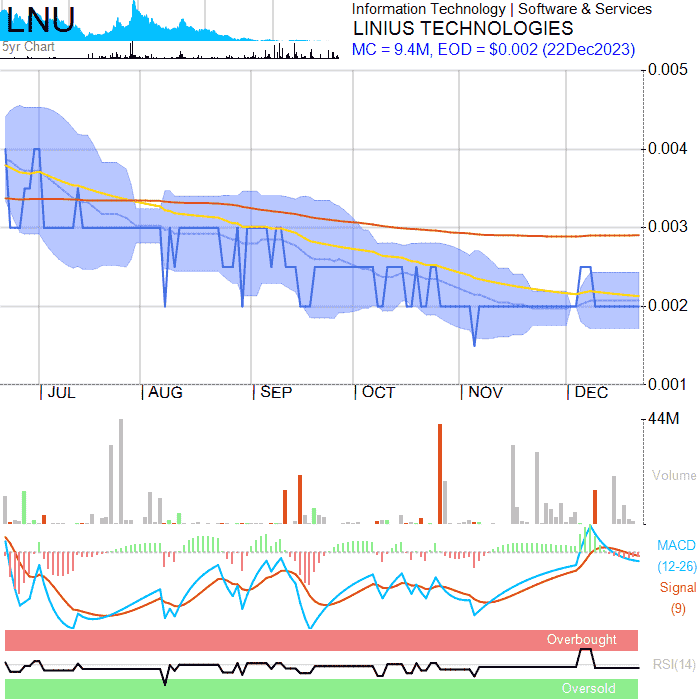 LNU
5yr Chart
Information Technology | Software & Services
LINIUS TECHNOLOGIES
MC = 9.4M, EOD = $0.002 (22Dec2023)
0.005
0.004
0.003
0.002
0.001
| JUL | AUG | SEP | OCT | NOV | DEC
44M
Volume
MACD
(12-26)
Signal
(9)
Overbought
RSI(14)
Oversold